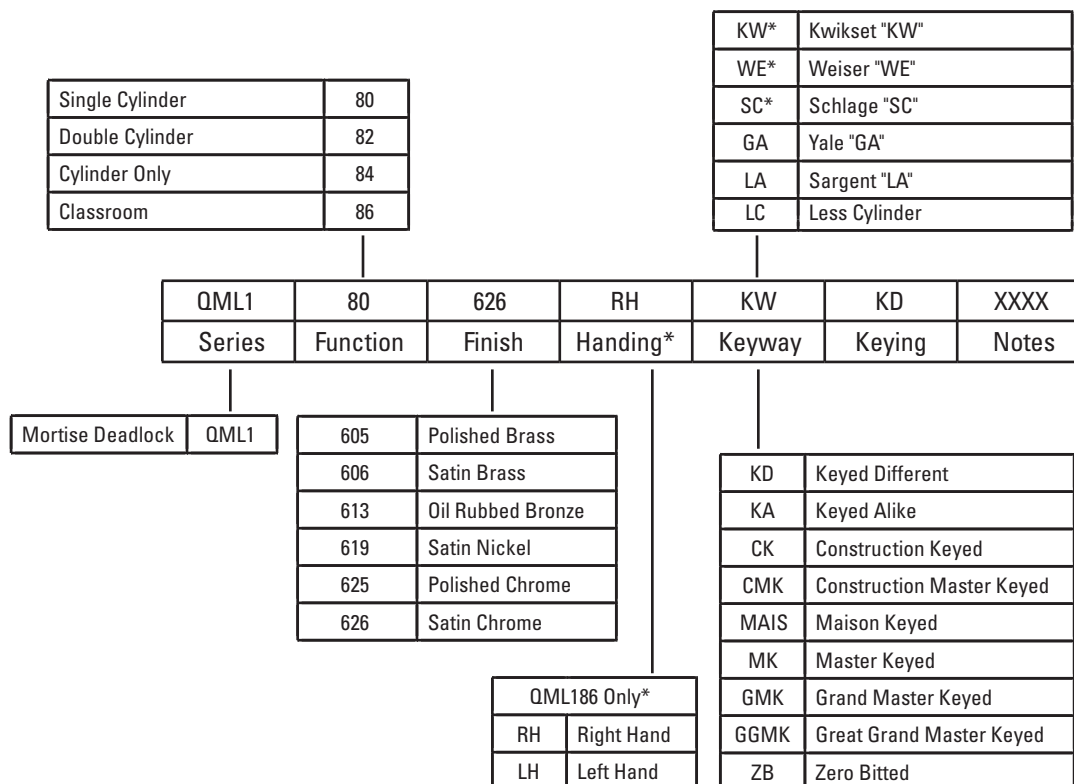 KW* Kwikset "KW"
WE* Weiser "WE"
SC* Schlage "SC"
GA Yale "GA"
LA Sargent "LA"
LC Less Cylinder
Single Cylinder 80
Double Cylinder 82
Cylinder Only 84
Classroom 86
QML1 80 626 RH KW KD XXXX
Series Function Finish Handing* Keyway Keying Notes
Mortise Deadlock QML1
605 Polished Brass
606 Satin Brass
613 Oil Rubbed Bronze
619 Satin Nickel
625 Polished Chrome
626 Satin Chrome
QML186 Only*
RH Right Hand
LH Left Hand
KD Keyed Different
KA Keyed Alike
CK Construction Keyed
CMK Construction Master Keyed
MAIS Maison Keyed
MK Master Keyed
GMK Grand Master Keyed
GGMK Great Grand Master Keyed
ZB Zero Bitted